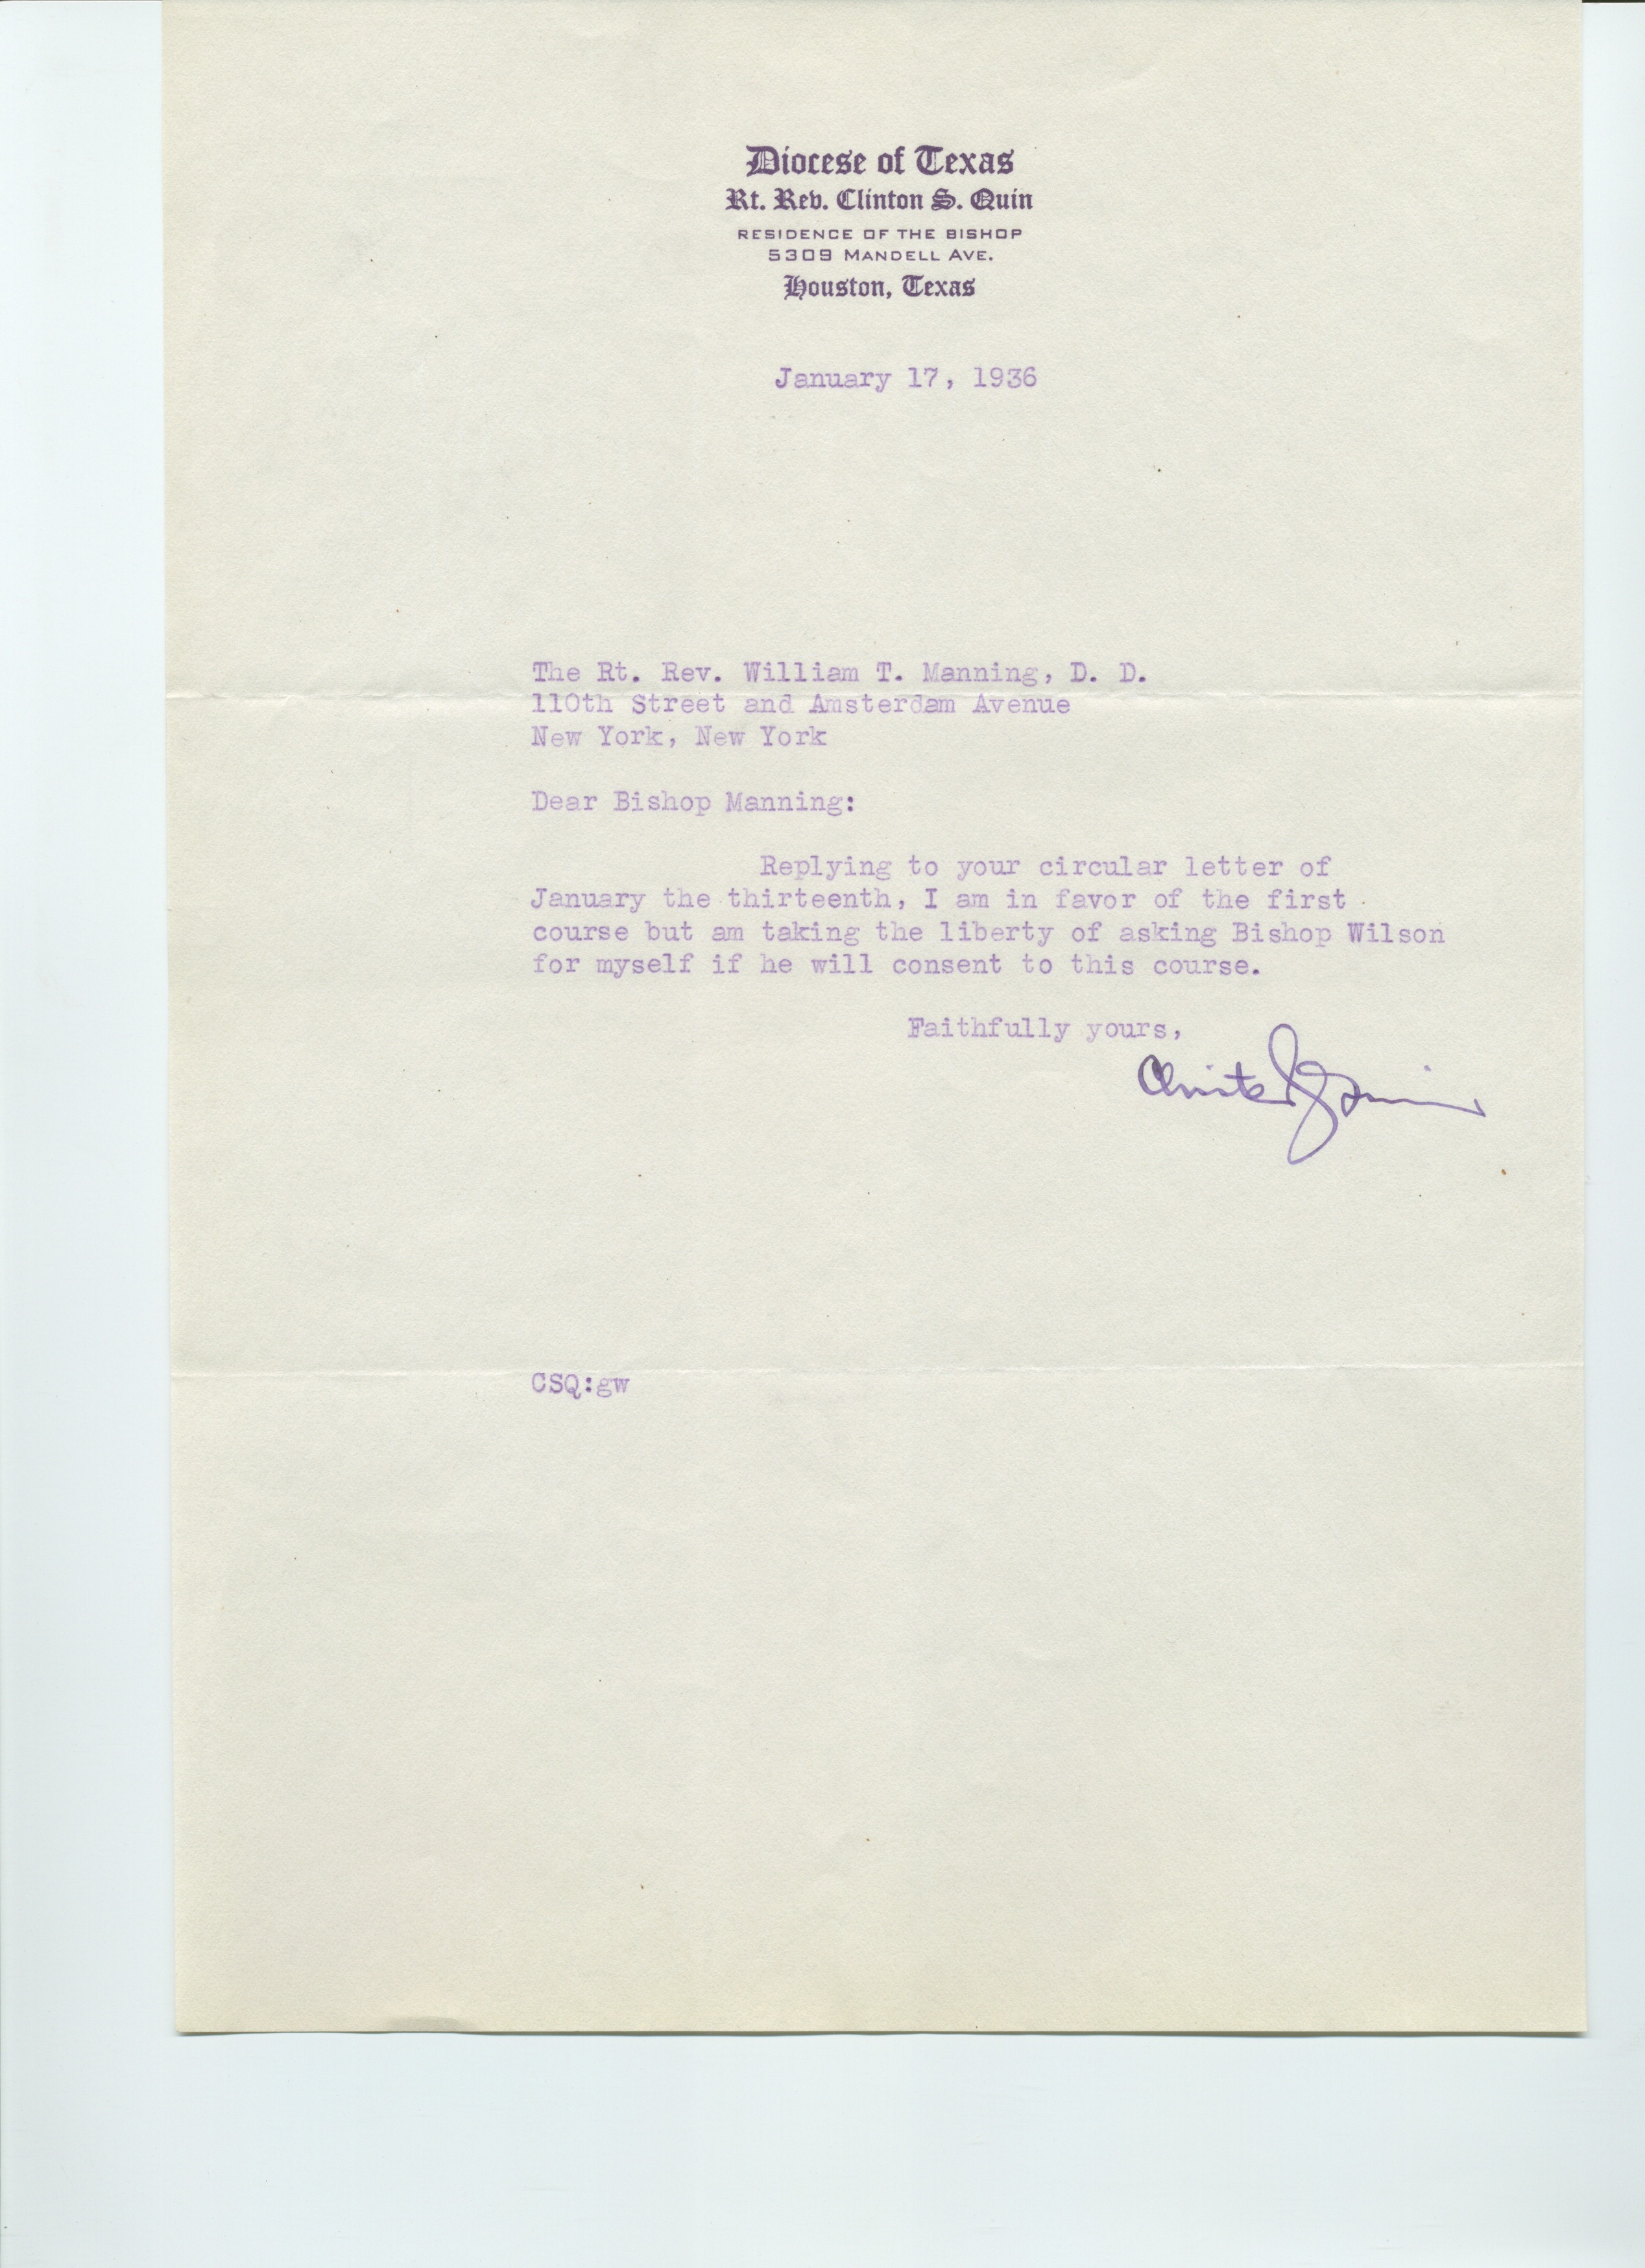 Diocese of Texas
Rt. Rev. Clinton S. Quin
RESIDENCE OF THE BISHOP
5309 MANDELL AVE.
Houston, Texas
January 17, 1936
The Rt. Rev. William T. Manning, D. D.
110th Street and Amsterdam Avenue
New York, New York
Dear Bishop Manning:
Replying to your circular letter of
January the thirteenth, I am in favor of the first
course but am taking the liberty of asking Bishop Wilson
for myself if he will consent to this course.
Faithfully yours,
Clinton S. Quin
CSQ:gw